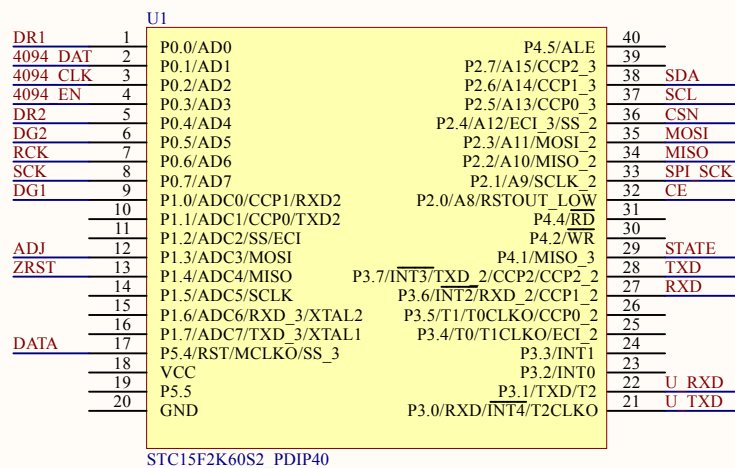 U1
DR1 1 P0.0/AD0 P4.5/ALE 40
4094_DAT 2 P0.1/AD1 P2.7/A15/CCP2_3 39
4094_CLK 3 P0.2/AD2 P2.6/A14/CCP1_3 38 SDA
4094_EN 4 P0.3/AD3 P2.5/A13/CCP0_3 37 SCL
DR2 5 P0.4/AD4 P2.4/A12/ECI_3/SS_2 36 CSN
DG2 6 P0.5/AD5 P2.3/A11/MOSI_2 35 MOSI
RCK 7 P0.6/AD6 P2.2/A10/MISO_2 34 MISO
SCK 8 P0.7/AD7 P2.1/A9/SCLK_2 33 SPI_SCK
DG1 9 P1.0/ADC0/CCP1/RXD2 P2.0/A8/RSTOUT_LOW 32 CE
10 P1.1/ADC1/CCP0/TXD2 P4.4/RD 31
11 P1.2/ADC2/SS/ECI P4.2/WR 30
ADJ 12 P1.3/ADC3/MOSI P4.1/MISO_3 29 STATE
ZRST 13 P1.4/ADC4/MISO P3.7/INT3/TXD_2/CCP2/CCP2_2 28 TXD
14 P1.5/ADC5/SCLK P3.6/INT2/RXD_2/CCP1_2 27 RXD
15 P1.6/ADC6/RXD_3/XTAL2 P3.5/T1/T0CLKO/CCP0_2 26
16 P1.7/ADC7/TXD_3/XTAL1 P3.4/T0/T1CLKO/ECI_2 25
DATA 17 P5.4/RST/MCLKO/SS_3 P3.3/INT1 24
18 VCC P3.2/INT0 23
19 P5.5 P3.1/TXD/T2 22 U_RXD
20 GND P3.0/RXD/INT4/T2CLKO 21 U_TXD
STC15F2K60S2_PDIP40